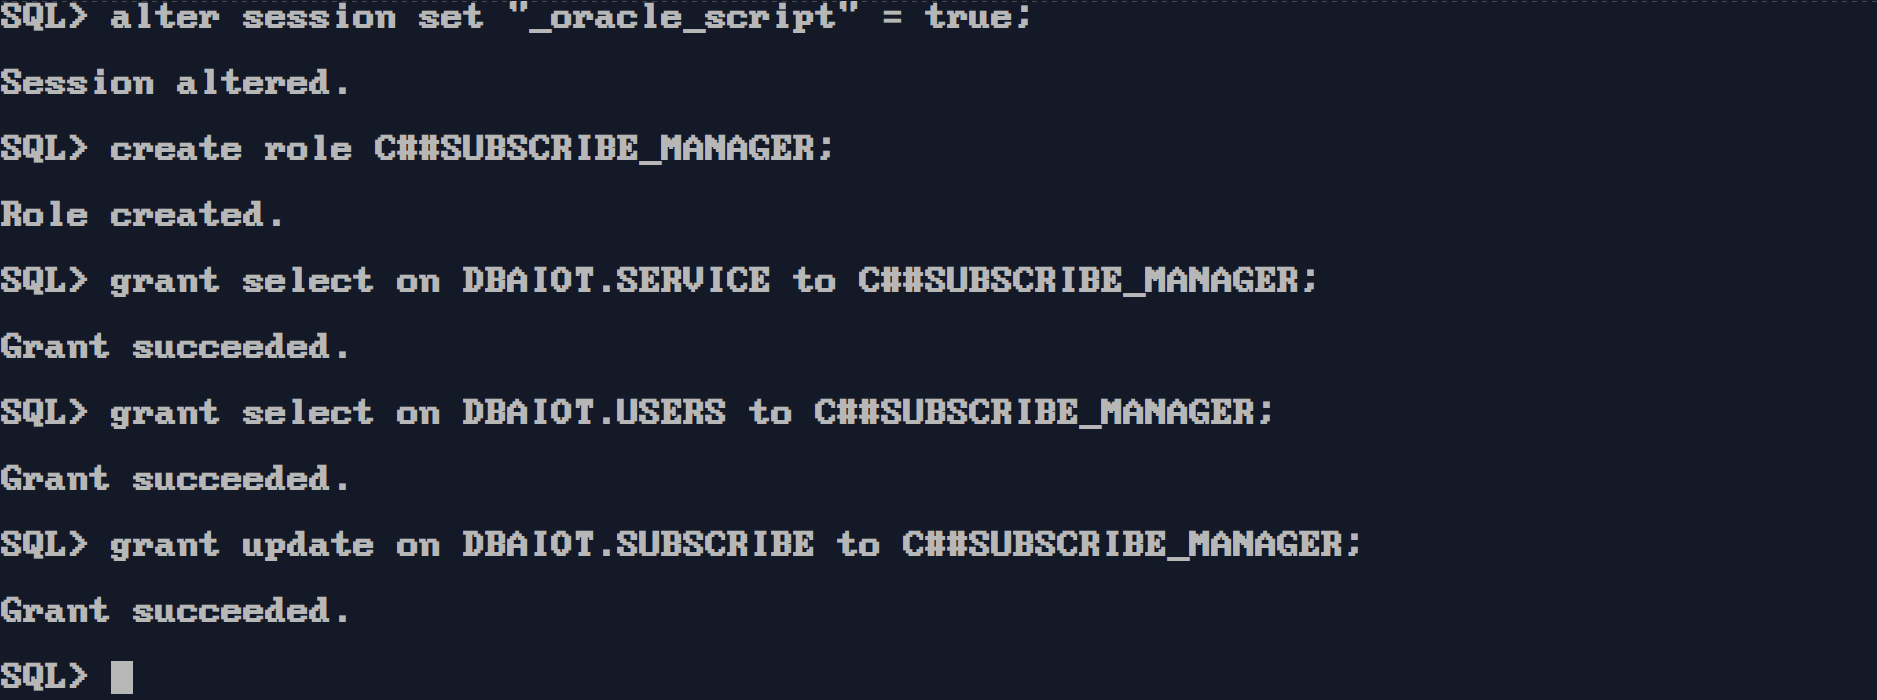 SQL> alter session set "_oracle_script" = true;
Session altered.
SQL> create role C##SUBSCRIBE_MANAGER;
Role created.
SQL> grant select on DBAIOT.SERVICE to C##SUBSCRIBE_MANAGER;
Grant succeeded.
SQL> grant select on DBAIOT.USERS to C##SUBSCRIBE_MANAGER;
Grant succeeded.
SQL> grant update on DBAIOT.SUBSCRIBE to C##SUBSCRIBE_MANAGER;
Grant succeeded.
SQL>